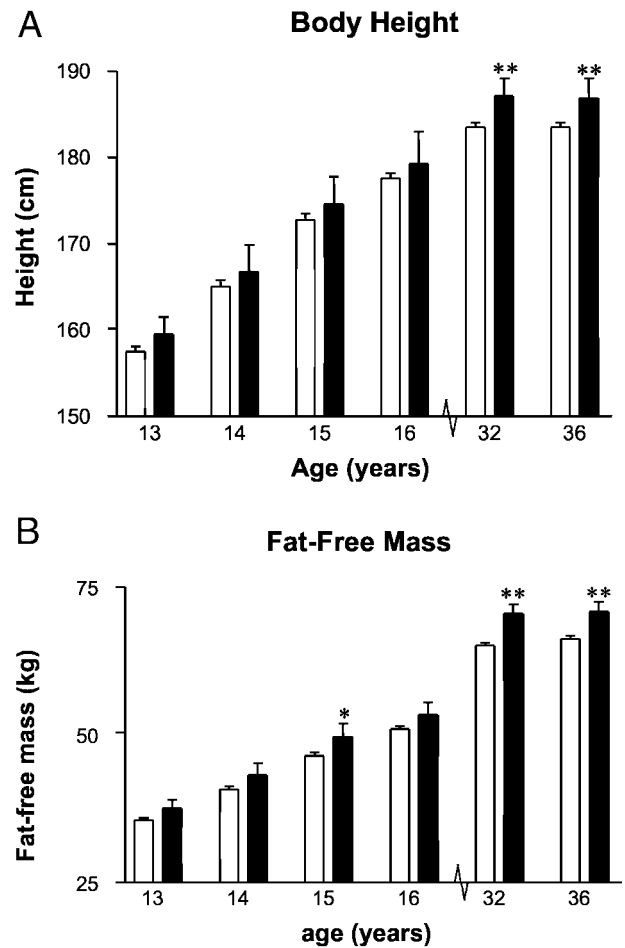 A
Body Height
190
180
170
160
150
Height (cm)
** **
13 14 15 16 32 36
Age (years)
B
Fat-Free Mass
75
50
25
Fat-free mass (kg)
* ** **
13 14 15 16 32 36
age (years)